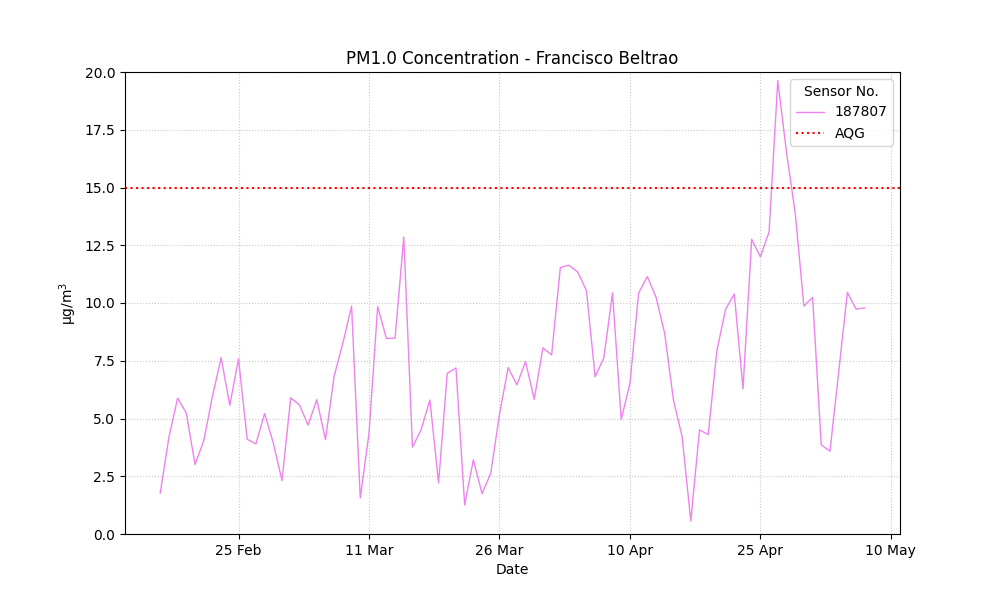 PM1.0 Concentration - Francisco Beltrao
Sensor No.
187807
AQG
20.0
17.5
15.0
12.5
10.0
7.5
5.0
2.5
0.0
μg/m³
25 Feb
11 Mar
26 Mar
10 Apr
25 Apr
10 May
Date